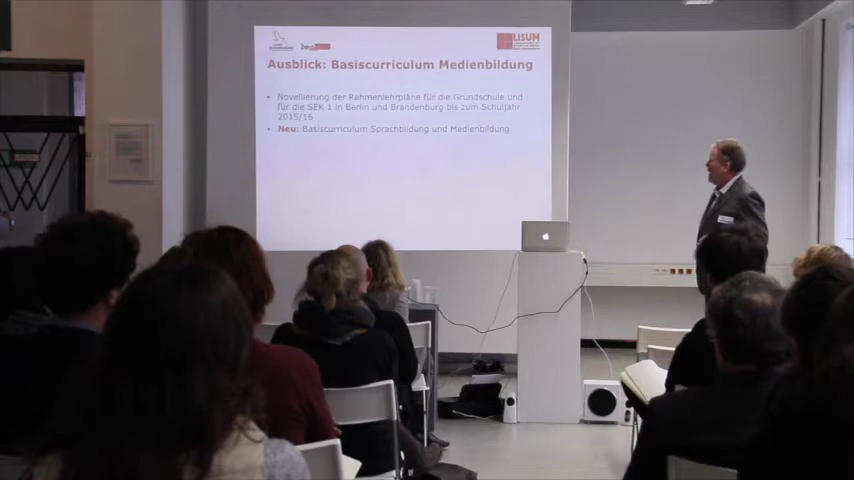 LISUM
Ausblick: Basiscurriculum Medienbildung
• Novellierung der Rahmenlehrpläne für die Grundschule und
für die SEK 1 in Berlin und Brandenburg bis zum Schuljahr
2015/16
• Neu: Basiscurriculum Sprachbildung und Medienbildung